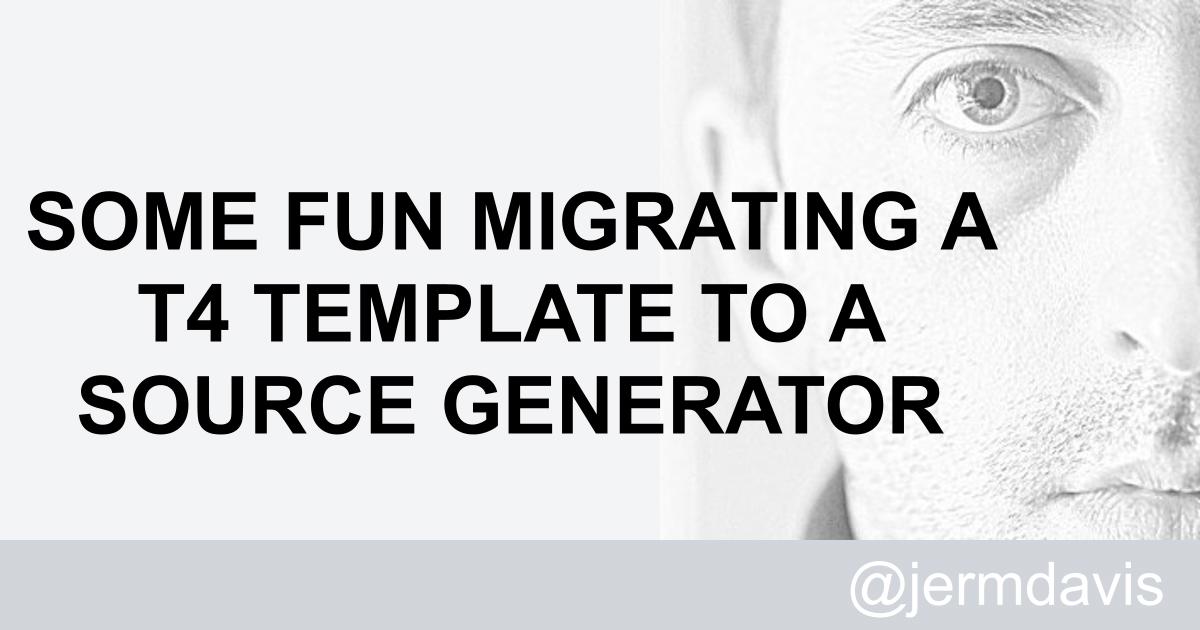 SOME FUN MIGRATING A
T4 TEMPLATE TO A
SOURCE GENERATOR
@jermdavis